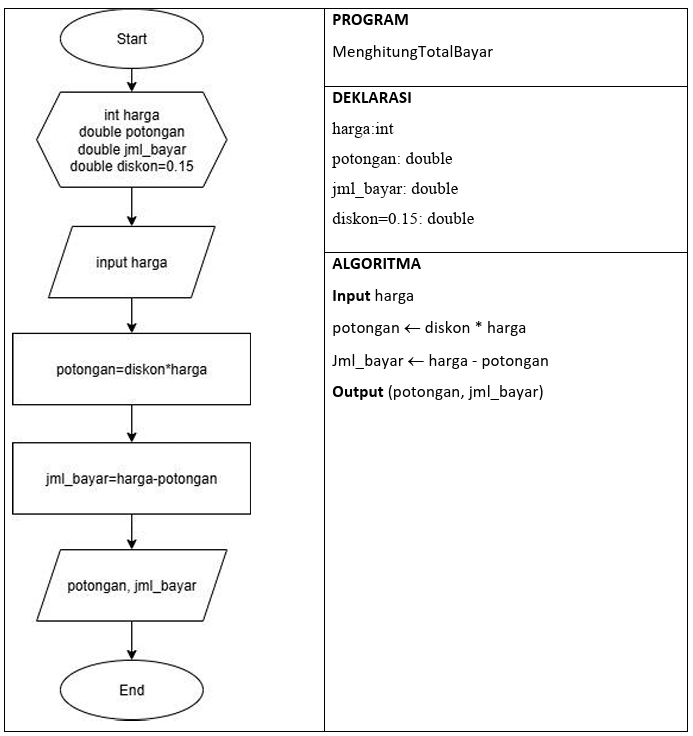 Start
int harga
double potongan
double jml_bayar
double diskon=0.15
input harga
potongan=diskon*harga
jml_bayar=harga-potongan
potongan, jml_bayar
End
PROGRAM
MenghitungTotalBayar
DEKLARASI
harga:int
potongan: double
jml_bayar: double
diskon=0.15: double
ALGORITMA
Input harga
potongan ← diskon * harga
Jml_bayar ← harga - potongan
Output (potongan, jml_bayar)